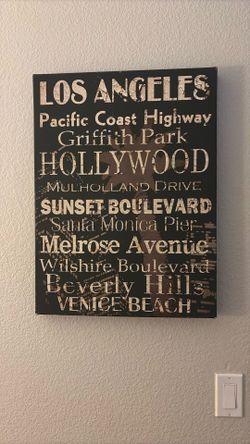 LOS ANGELES
Pacific Coast Highway
Griffith Park
HOLLYWOOD
MULHOLLAND DRIVE
SUNSET BOULEVARD
Santa Monica Pier
Melrose Avenue
Wilshire Boulevard
Beverly Hills
VENICE BEACH